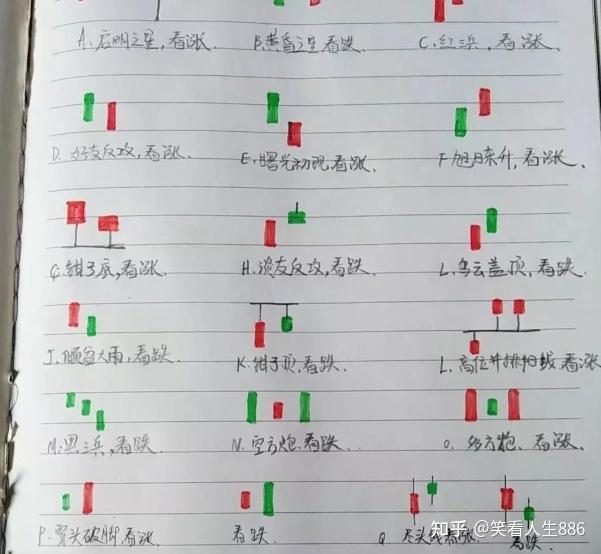 A、启明之星,看涨.
B.黄昏之星 看跌.
C.红三兵,看涨.
D. 好友反攻,看涨、
E、曙光初现,看涨、
F、旭日东升,看涨、
G.钳子底,看涨.
H、淡友反攻,看跌、
L、乌云盖顶,看跌.
J、倾盆大雨,看跌.
K、钳子顶,看跌、
L、高位并排阳线,看涨
M、黑三兵,看跌、
N、空方炮、看跌、
O、多方炮、看涨、
P、穿头破脚,看涨、
看跌、
Q 尽头线看涨、
看跌
知乎 @笑看人生886